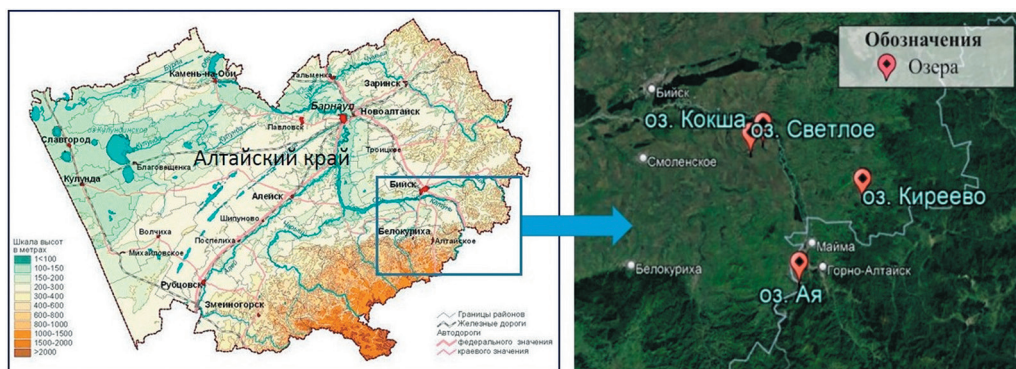 Камень-на-Оби
Тальменка
Заринск
Барнаул
Новоалтайск
Славгород
оз Кулундинское
Павловск
Благовещенка
Алтайский край
Троицкое
Кулунда
Алейск
Бийск
Шипуново
Волчиха
Белокуриха
Алтайское
Поспелиха
Михайловское
Рубцовск
Змеиногорск
Шкала высот
в метрах
1<100
100-150
150-200
200-300
300-400
400-600
600-800
800-1000
1000-1500
1500-2000
>2000
Границы районов
Железные дороги
Автодороги
федерального значения
краевого значения
Обозначения
Озера
Бийск
оз. Кокша
оз. Светлое
Смоленское
оз. Киреево
Майма
Белокуриха
Горно-Алтайск
оз. Ая